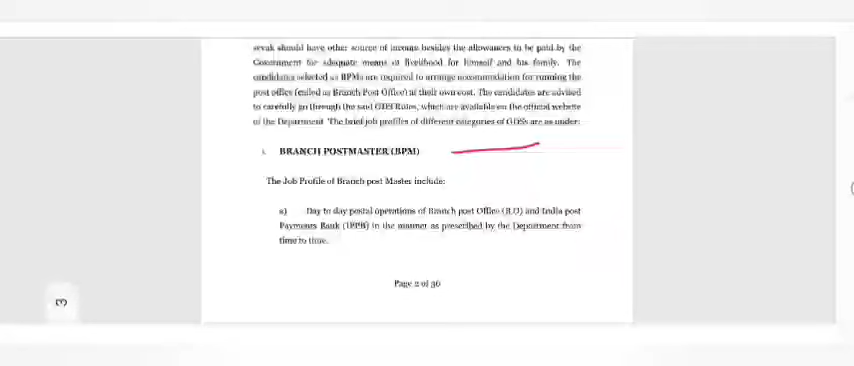 sevak should have other source of income besides the allowances to be paid by the
Government for adequate means of livelihood for himself and his family. The
candidates selected as BPMs are required to arrange accommodation for running the
post office (called as Branch Post Office) at their own cost. The candidates are advised
to carefully go through the said GDS Rules, which are available on the official website
of the Department. The brief job profiles of different categories of GDSs are as under:
i. BRANCH POSTMASTER (BPM)
The Job Profile of Branch post Master include:
a) Day to day postal operations of Branch post Office (B.O) and India post
Payments Bank (IPPB) in the manner as prescribed by the Department from
time to time.
Page 2 of 36
3